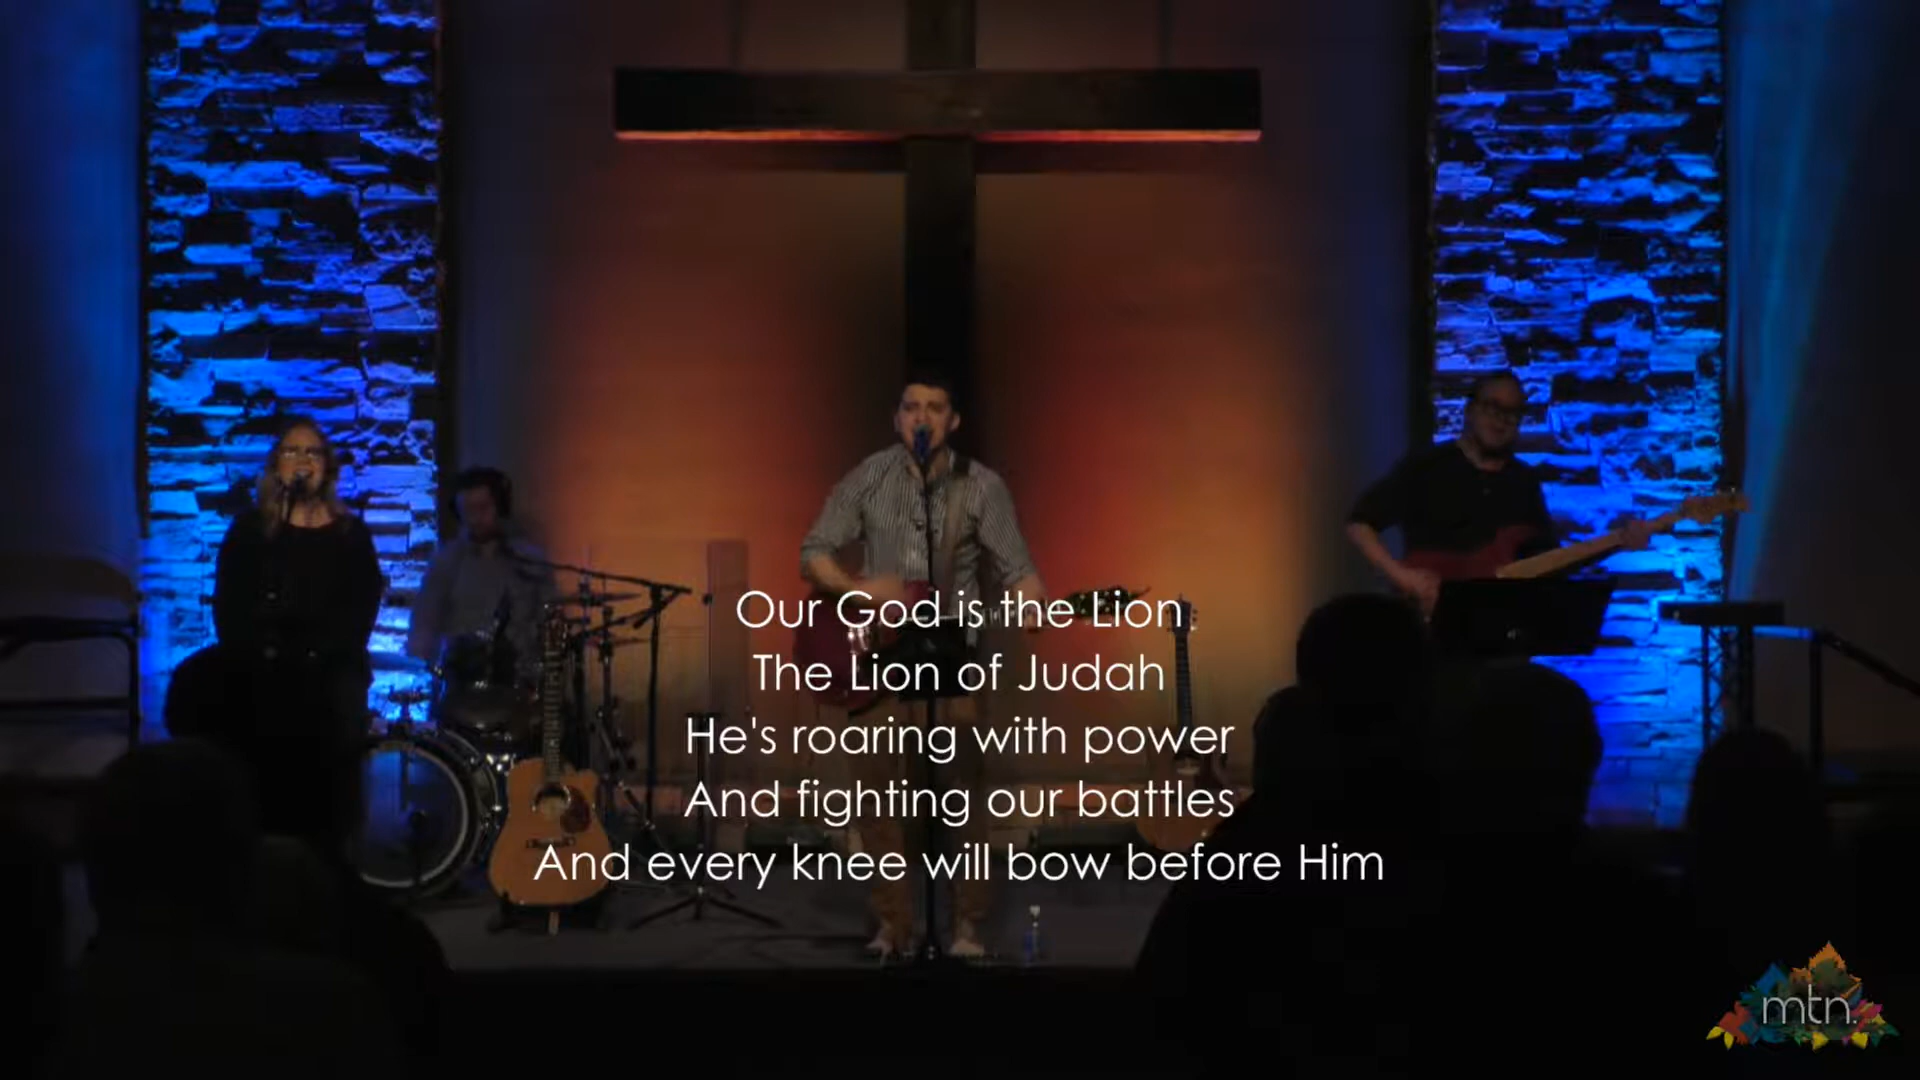 Our God is the Lion
The Lion of Judah
He's roaring with power
And fighting our battles
And every knee will bow before Him
mtn.